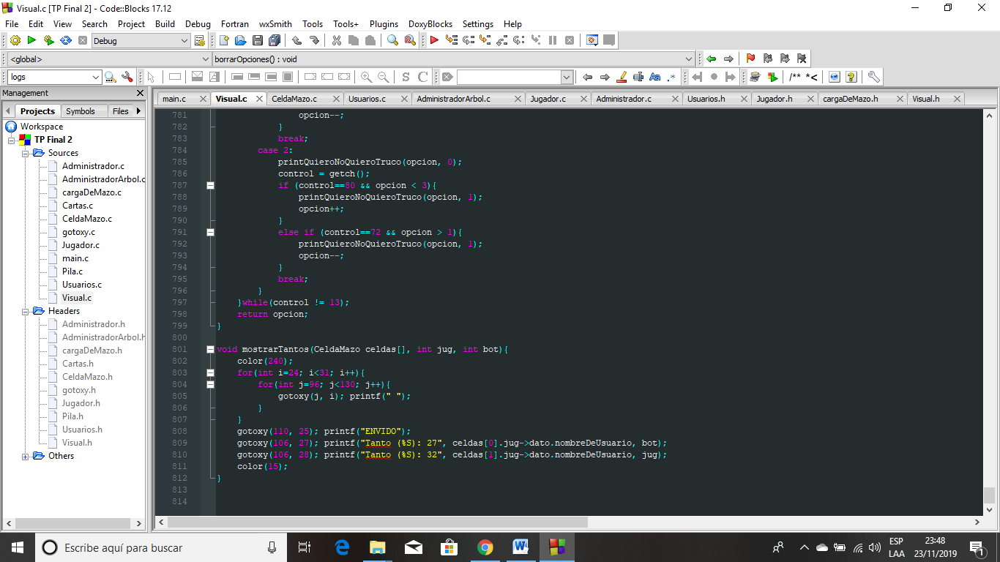 Visual.c [TP Final 2] - Code::Blocks 17.12
File Edit View Search Project Build Debug Fortran wxSmith Tools Tools+ Plugins DoxyBlocks Settings Help
Debug
<global> borrarOpciones() : void
logs S C Aa .* /** *<
Management
main.c Visual.c CeldaMazo.c Usuarios.c AdministradorArbol.c Jugador.c Administrador.c Usuarios.h Jugador.h cargaDeMazo.h Visual.h
Projects Symbols Files
Workspace
TP Final 2
Sources
Administrador.c
AdministradorArbol.c
cargaDeMazo.c
Cartas.c
CeldaMazo.c
gotoxy.c
Jugador.c
main.c
Pila.c
Usuarios.c
Visual.c
Headers
Administrador.h
AdministradorArbol.h
cargaDeMazo.h
Cartas.h
CeldaMazo.h
gotoxy.h
Jugador.h
Pila.h
Usuarios.h
Visual.h
Others
781 opcion--;
782 }
783 break;
784 case 2:
785 printQuieroNoQuieroTruco(opcion, 0);
786 control = getch();
787 if (control==80 && opcion < 3){
788 printQuieroNoQuieroTruco(opcion, 1);
789 opcion++;
790 }
791 else if (control==72 && opcion > 1){
792 printQuieroNoQuieroTruco(opcion, 1);
793 opcion--;
794 }
795 break;
796 }
797 }while(control != 13);
798 return opcion;
799 }
800
801 void mostrarTantos(CeldaMazo celdas[], int jug, int bot){
802 color(240);
803 for(int i=24; i<31; i++){
804 for(int j=96; j<130; j++){
805 gotoxy(j, i); printf(" ");
806 }
807 }
808 gotoxy(110, 25); printf("ENVIDO");
809 gotoxy(106, 27); printf("Tanto (%S): 27", celdas[0].jug->dato.nombreDeUsuario, bot);
810 gotoxy(106, 28); printf("Tanto (%S): 32", celdas[1].jug->dato.nombreDeUsuario, jug);
811 color(15);
812 }
813
814
Escribe aquí para buscar
ESP
LAA
23:48
23/11/2019
1